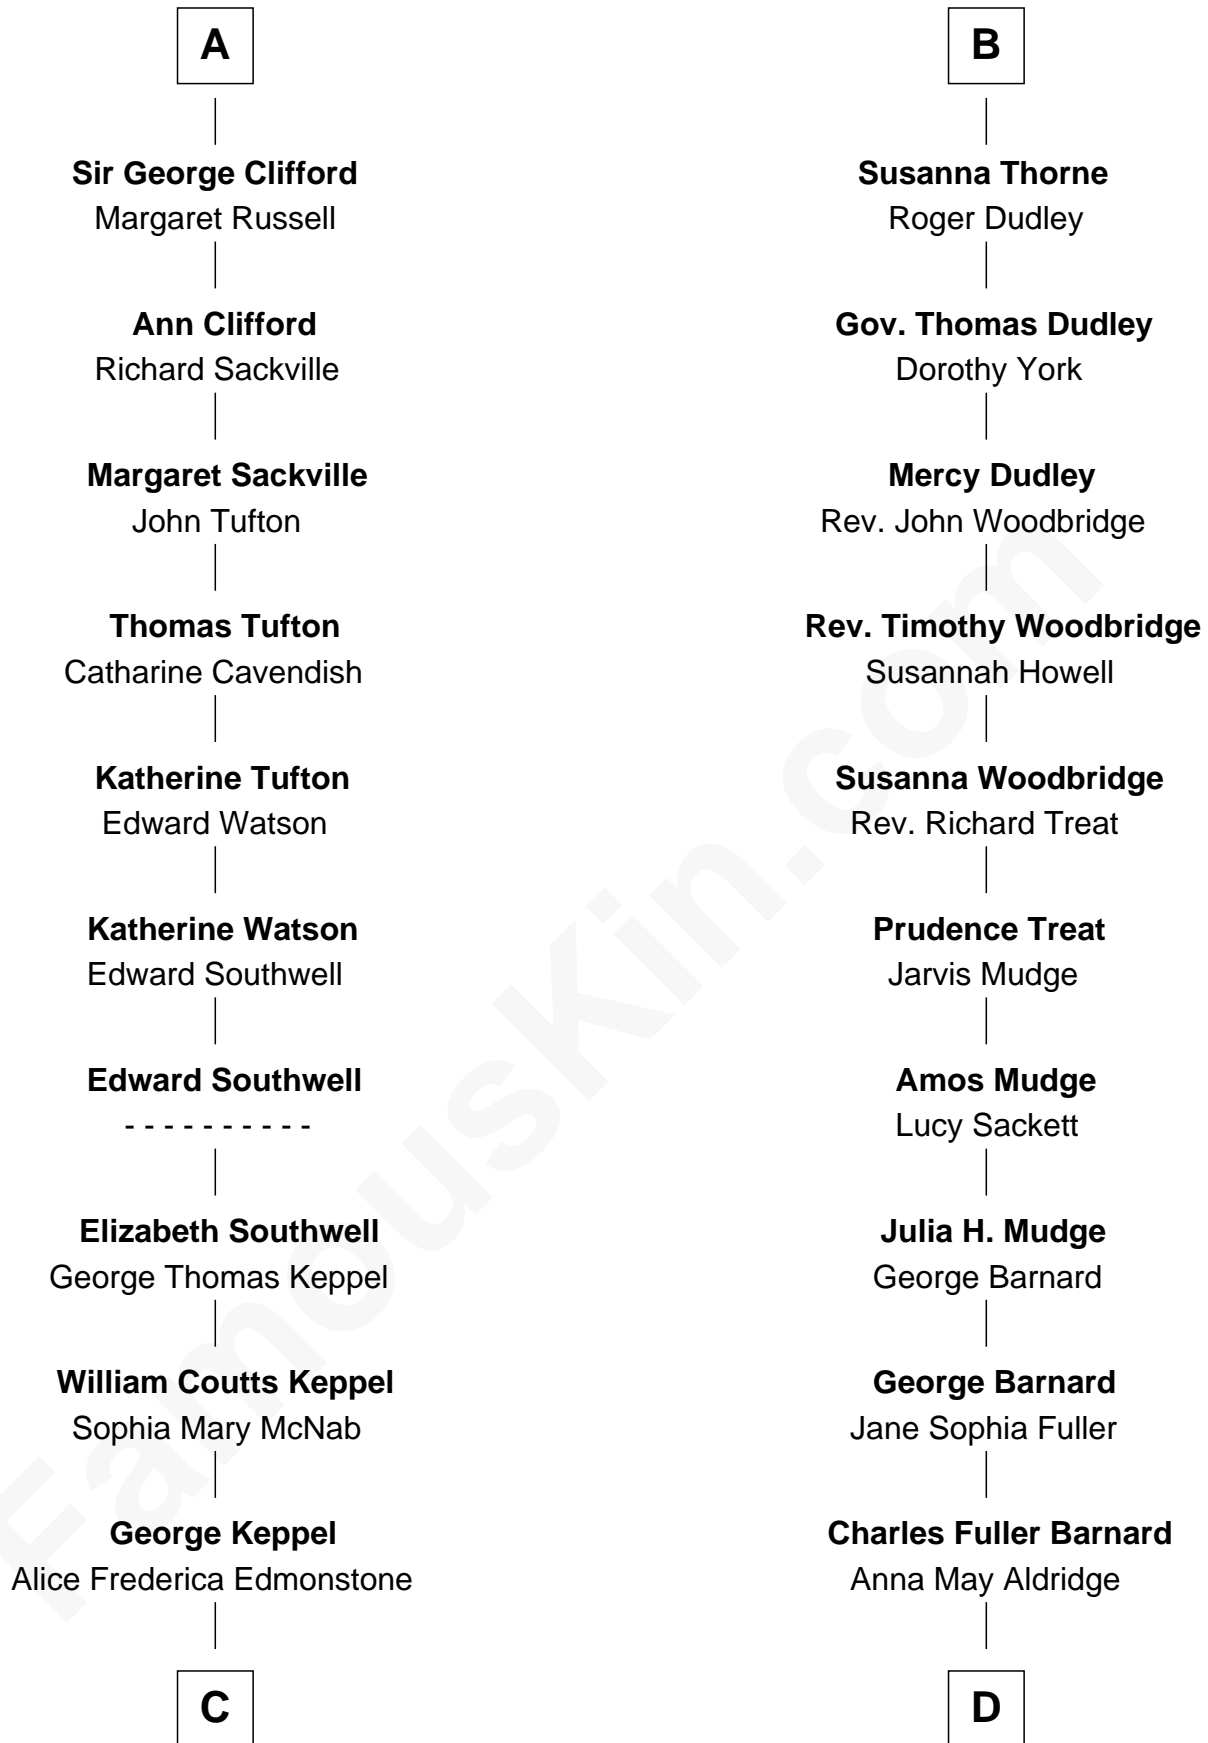 A
Sir George Clifford
Margaret Russell
Ann Clifford
Richard Sackville
Margaret Sackville
John Tufton
Thomas Tufton
Catharine Cavendish
Katherine Tufton
Edward Watson
Katherine Watson
Edward Southwell
Edward Southwell
- - - - - - - - - -
Elizabeth Southwell
George Thomas Keppel
William Coutts Keppel
Sophia Mary McNab
George Keppel
Alice Frederica Edmonstone
C
B
Susanna Thorne
Roger Dudley
Gov. Thomas Dudley
Dorothy York
Mercy Dudley
Rev. John Woodbridge
Rev. Timothy Woodbridge
Susannah Howell
Susanna Woodbridge
Rev. Richard Treat
Prudence Treat
Jarvis Mudge
Amos Mudge
Lucy Sackett
Julia H. Mudge
George Barnard
George Barnard
Jane Sophia Fuller
Charles Fuller Barnard
Anna May Aldridge
D
FamousKin.com